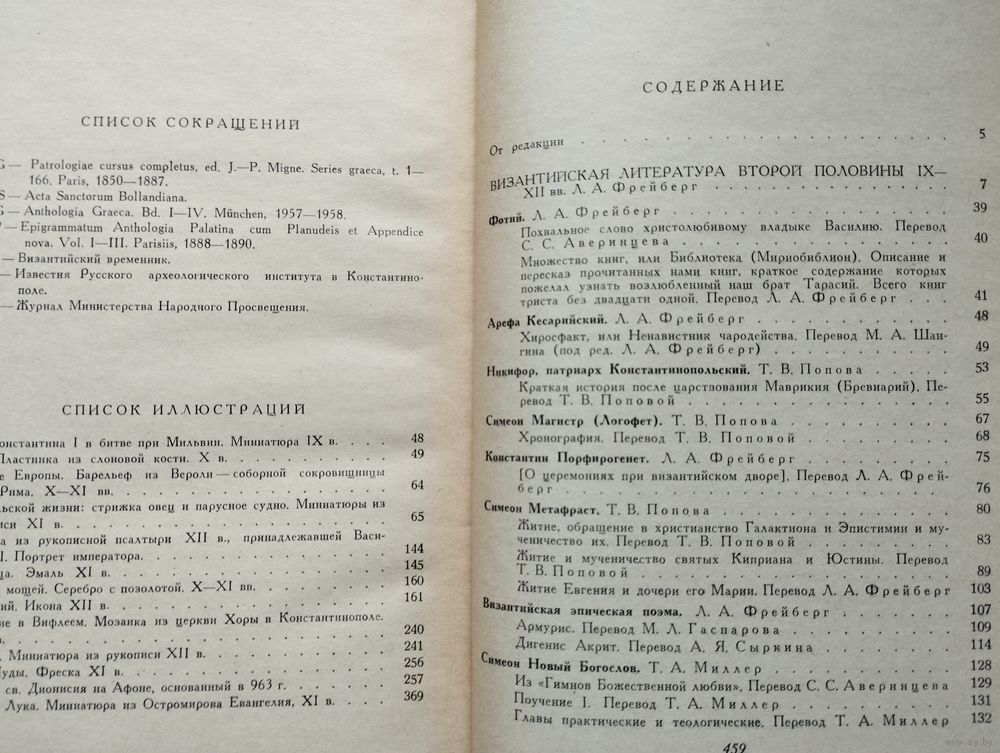 СПИСОК СОКРАЩЕНИЙ
G — Patrologiae cursus completus, ed. J.—P. Migne. Series graeca, t. 1—
166. Paris, 1850—1887.
S — Acta Sanctorum Bollandiana.
G — Anthologia Graeca. Bd. I—IV. München, 1957—1958.
P — Epigrammatum Anthologia Palatina cum Planudeis et Appendice
nova. Vol. I—III. Parisiis, 1888—1890.
— Византийский временник.
— Известия Русского археологического института в Константино-
поле.
— Журнал Министерства Народного Просвещения.
СПИСОК ИЛЛЮСТРАЦИЙ
онстантина I в битве при Мильвии. Миниатюра IX в. . . . . 48
Пластинка из слоновой кости. X в. . . . . . . . . 49
е Европы. Барельеф из Вероли — соборной сокровищницы
Рима. X—XI вв. . . . . . . . . . . . . 64
льской жизни: стрижка овец и парусное судно. Миниатюры из
иси XI в. . . . . . . . . . . . . . . 65
а из рукописной псалтыри XII в., принадлежавшей Васи-
I. Портрет императора. . . . . . . . . . . 144
ца. Эмаль XI в. . . . . . . . . . . . . 145
мощей. Серебро с позолотой. X—XI вв. . . . . . . 160
ий. Икона XII в. . . . . . . . . . . . . 161
ие в Вифлееме. Мозаика из церкви Хоры в Константинополе.
в. . . . . . . . . . . . . . . . . 240
. Миниатюра из рукописи XII в. . . . . . . . . 241
уды. Фреска XI в. . . . . . . . . . . . 256
св. Дионисия на Афоне, основанный в 963 г. . . . . . 257
Лука. Миниатюра из Остромирова Евангелия, XI в. . . . . 369
СОДЕРЖАНИЕ
От редакции . . . . . . . . . . . . . . 5
ВИЗАНТИЙСКАЯ ЛИТЕРАТУРА ВТОРОЙ ПОЛОВИНЫ IX—
XII вв. Л. А. Фрейберг . . . . . . . . . . 7
Фотий. Л. А. Фрейберг . . . . . . . . . . 39
Похвальное слово христолюбивому владыке Василию. Перевод
С. С. Аверинцева . . . . . . . . . . . 40
Множество книг, или Библиотека (Мириобиблион). Описание и
пересказ прочитанных нами книг, краткое содержание которых
пожелал узнать возлюбленный наш брат Тарасий. Всего книг
триста без двадцати одной. Перевод Л. А. Фрейберг . . . 41
Арефа Кесарийский. Л. А. Фрейберг . . . . . . . 48
Хиросфакт, или Ненавистник чародейства. Перевод М. А. Шан-
гина (под ред. Л. А. Фрейберг) . . . . . . . . 49
Никифор, патриарх Константинопольский. Т. В. Попова . . . . 53
Краткая история после царствования Маврикия (Бревиарий). Пе-
ревод Т. В. Поповой . . . . . . . . . . . 55
Симеон Магистр (Логофет). Т. В. Попова . . . . . . 67
Хронография. Перевод Т. В. Поповой . . . . . . . 68
Константин Порфирогенет. Л. А. Фрейберг . . . . . . 75
[О церемониях при византийском дворе]. Перевод Л. А. Фрей-
берг . . . . . . . . . . . . . . . 76
Симеон Метафраст. Т. В. Попова . . . . . . . . 80
Житие, обращение в христианство Галактиона и Эпистимии и му-
ченичество их. Перевод Т. В. Поповой . . . . . . . 83
Житие и мученичество святых Киприана и Юстины. Перевод
Т. В. Поповой . . . . . . . . . . . . . 89
Житие Евгения и дочери его Марии. Перевод Л. А. Фрейберг 103
Византийская эпическая поэма. Л. А. Фрейберг . . . . . 107
Армурис. Перевод М. Л. Гаспарова . . . . . . . . 109
Дигенис Акрит. Перевод А. Я. Сыркина . . . . . . . 114
Симеон Новый Богослов. Т. А. Миллер . . . . . . . 128
Из «Гимнов Божественной любви». Перевод С. С. Аверинцева 129
Поучение I. Перевод Т. А. Миллер . . . . . . . . 131
Главы практические и теологические. Перевод Т. А. Миллер 132
459
www.ay.by